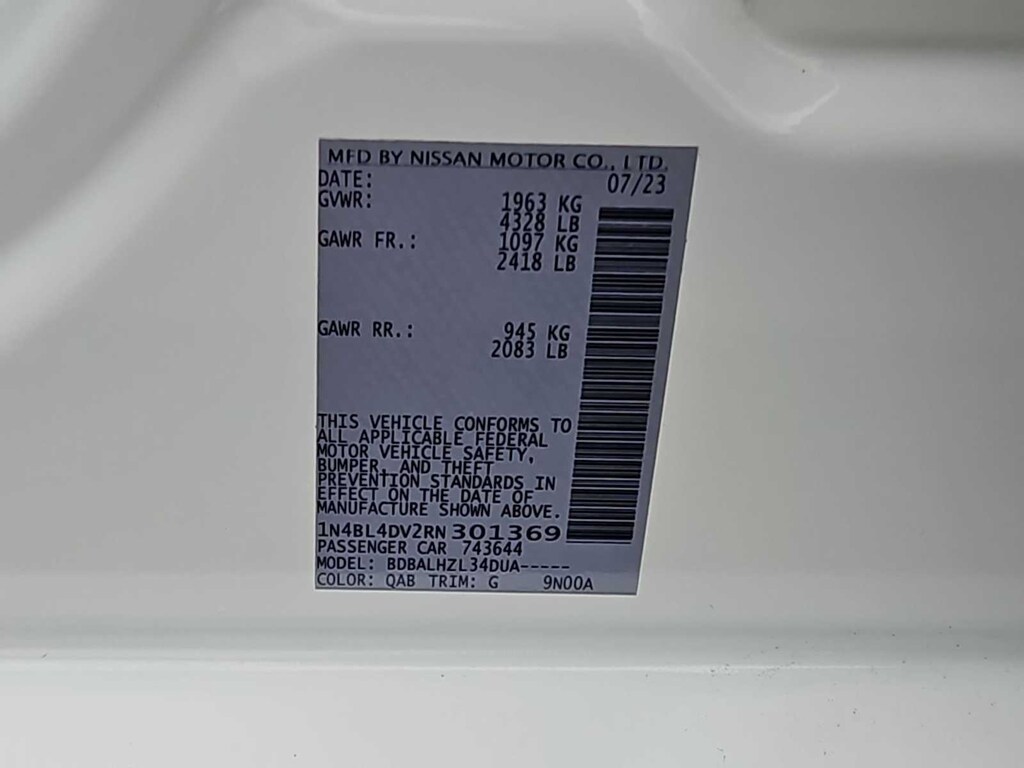 MFD BY NISSAN MOTOR CO., LTD.
DATE: 07/23
GVWR: 1963 KG
4328 LB
GAWR FR.: 1097 KG
2418 LB
GAWR RR.: 945 KG
2083 LB
THIS VEHICLE CONFORMS TO
ALL APPLICABLE FEDERAL
MOTOR VEHICLE SAFETY,
BUMPER, AND THEFT
PREVENTION STANDARDS IN
EFFECT ON THE DATE OF
MANUFACTURE SHOWN ABOVE.
1N4BL4DV2RN301369
PASSENGER CAR 743644
MODEL: BDBALHZL34DUA-----
COLOR: QAB TRIM: G 9N00A